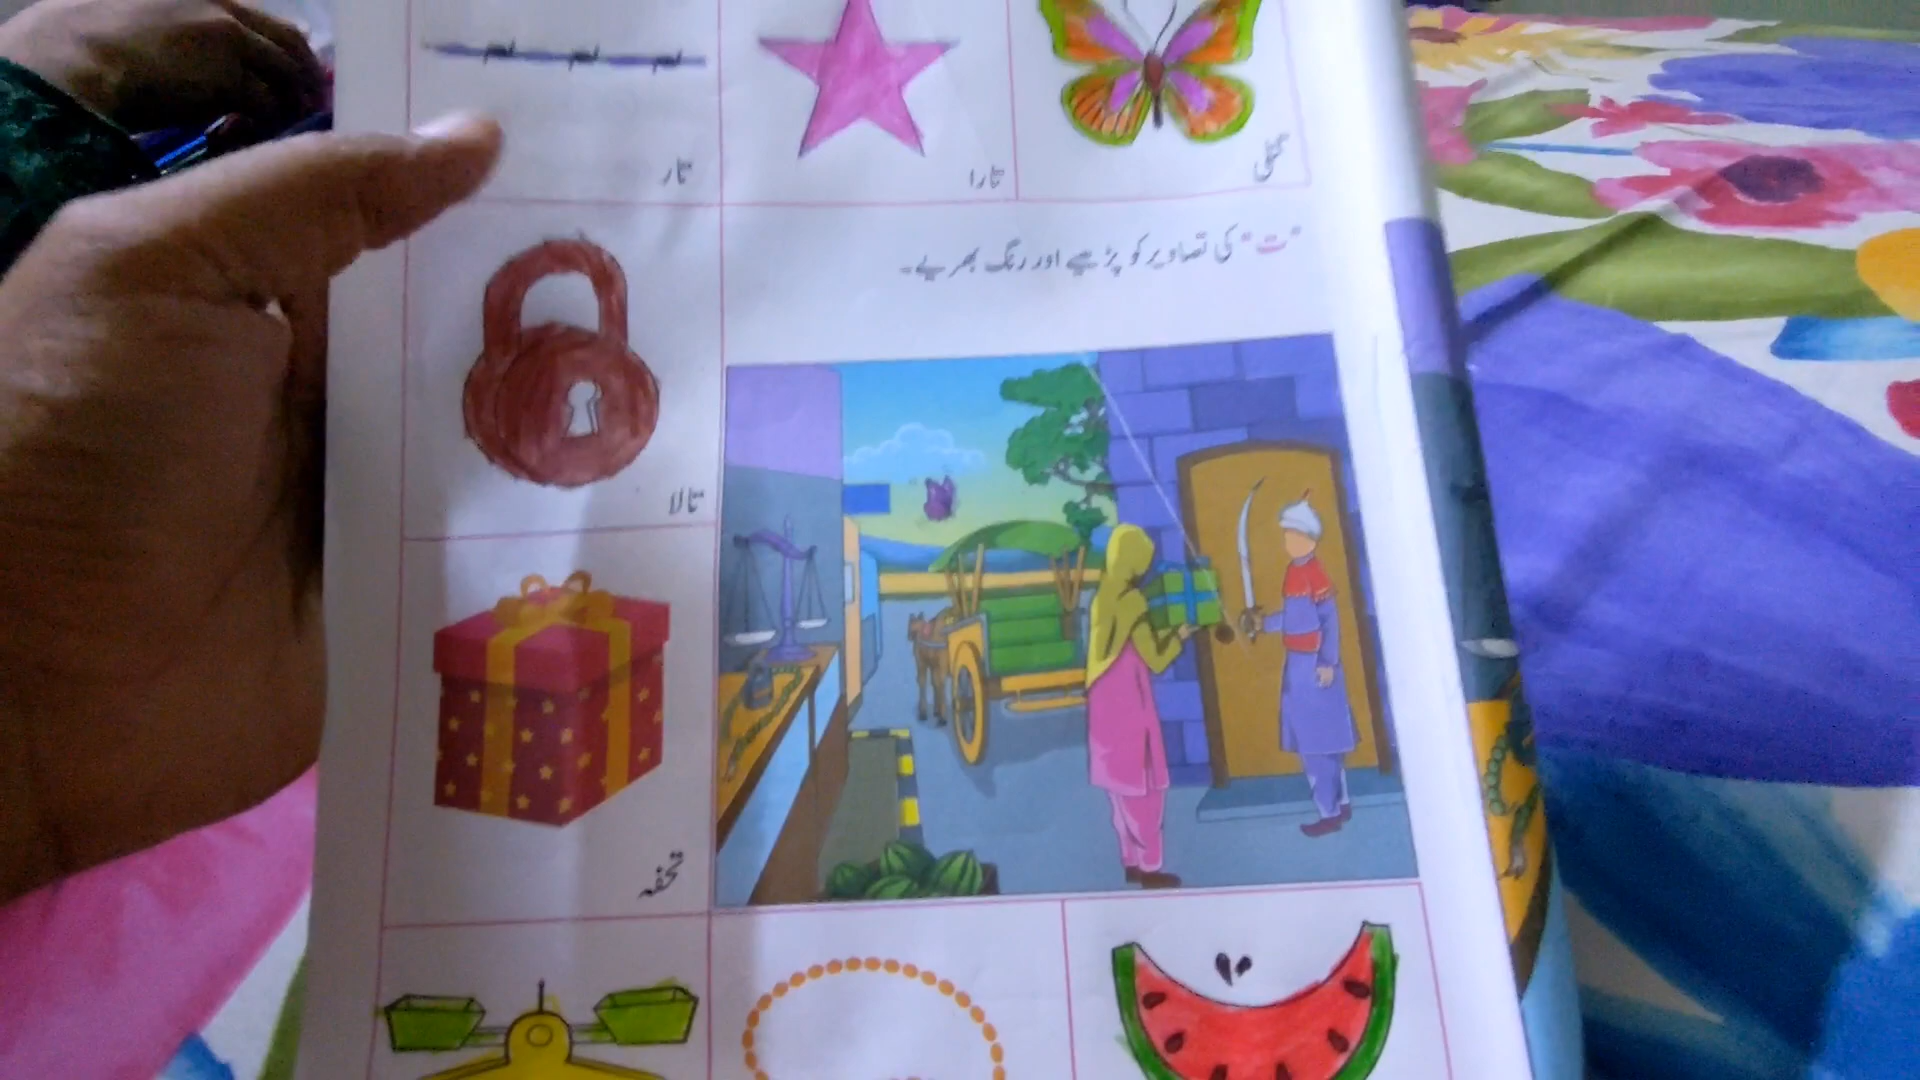 تتلی
تارا
تار
"ت" کی تصاویر کو پڑھیے اور رنگ بھریے۔
تالا
تحفہ